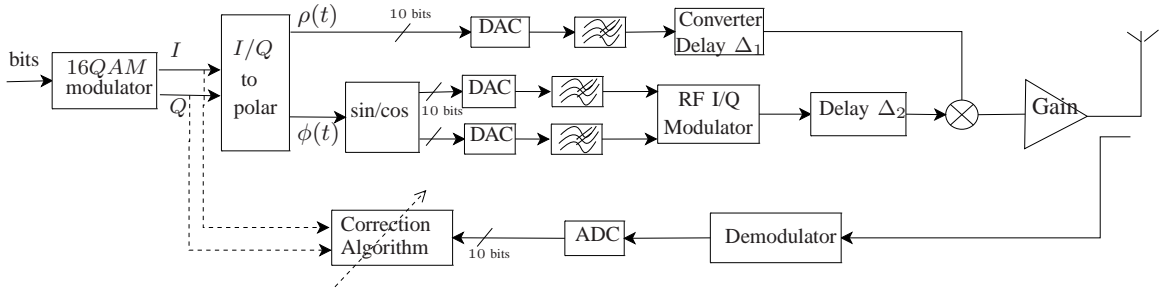 bits
16QAM
modulator
I
Q
I/Q
to
polar
ρ(t)
ϕ(t)
10 bits
DAC
Converter
Delay Δ₁
sin/cos
10 bits
DAC
DAC
RF I/Q
Modulator
Delay Δ₂
Gain
Correction
Algorithm
10 bits
ADC
Demodulator